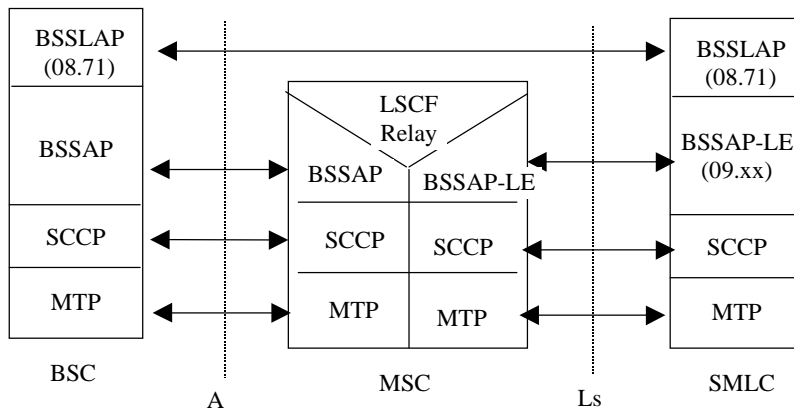 BSSLAP
(08.71)
BSSAP
SCCP
MTP
BSC
A
LSCF
Relay
BSSAP
BSSAP-LE
SCCP
SCCP
MTP
MTP
MSC
Ls
BSSLAP
(08.71)
BSSAP-LE
(09.xx)
SCCP
MTP
SMLC